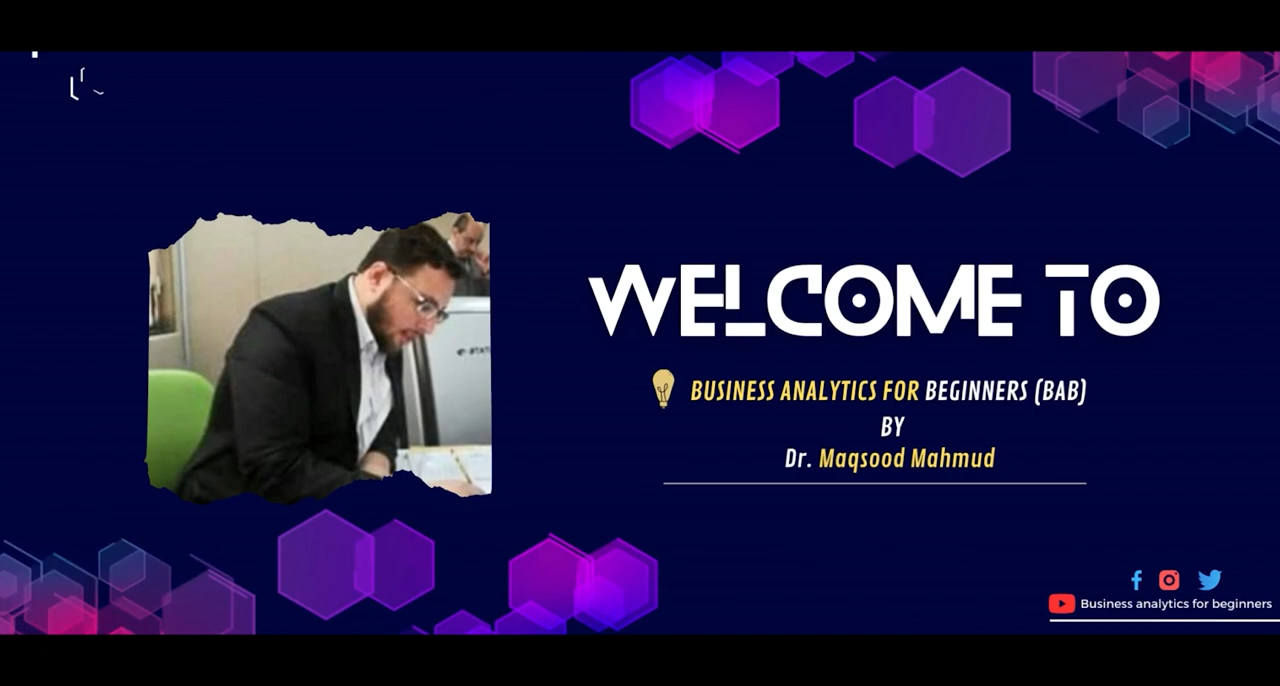 WELCOME TO
BUSINESS ANALYTICS FOR BEGINNERS (BAB)
BY
Dr. Maqsood Mahmud
Business analytics for beginners